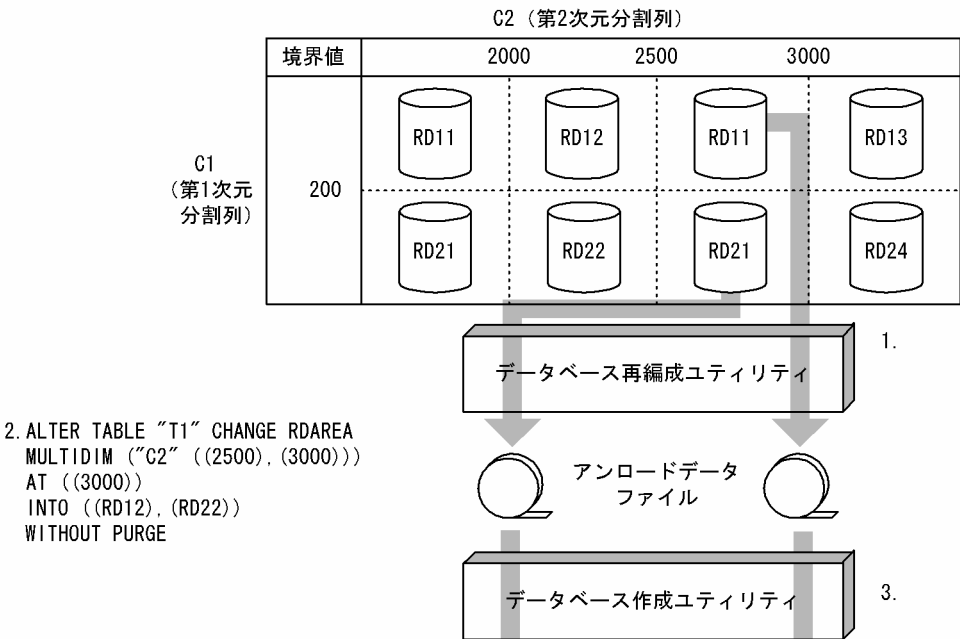 C2（第2次元分割列）
境界値 2000 2500 3000
RD11 RD12 RD11 RD13
C1
（第1次元
分割列）
200
RD21 RD22 RD21 RD24
1.
データベース再編成ユティリティ
2. ALTER TABLE "T1" CHANGE RDAREA
MULTIDIM ("C2" ((2500),(3000)))
AT ((3000))
INTO ((RD12),(RD22))
WITHOUT PURGE
アンロードデータ
ファイル
データベース作成ユティリティ
3.